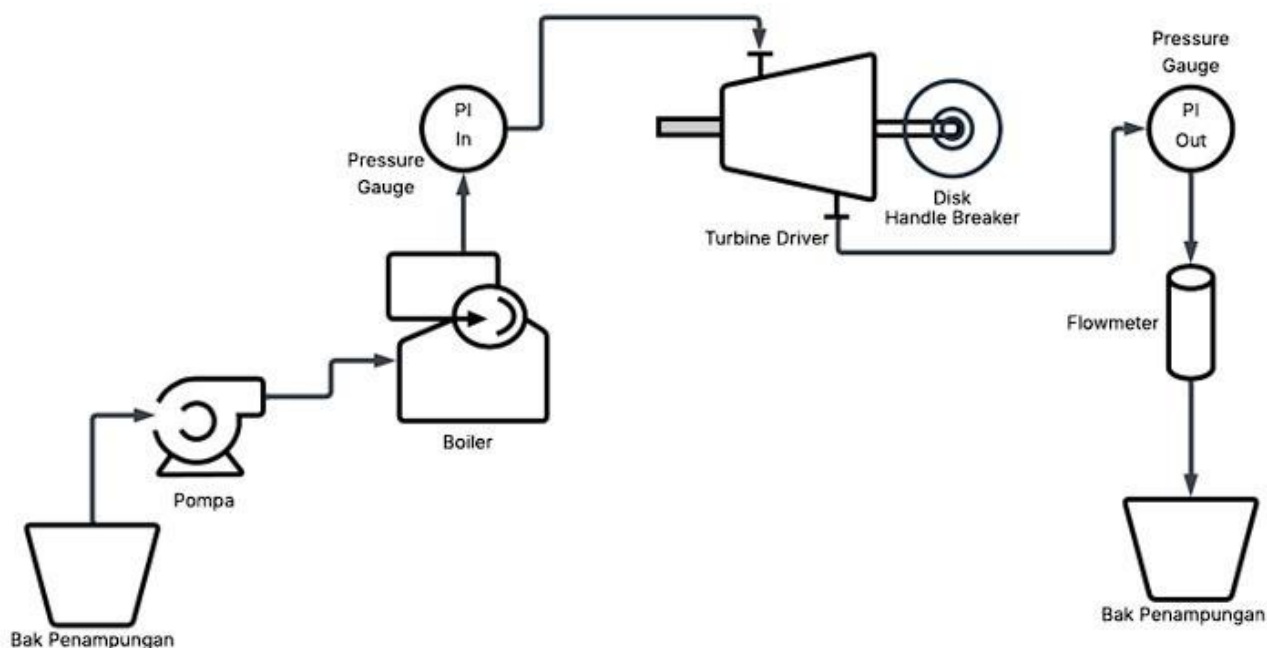 Pressure
Gauge
PI
In
Pressure
Gauge
PI
Out
Disk
Handle Breaker
Turbine Driver
Flowmeter
Boiler
Pompa
Bak Penampungan
Bak Penampungan